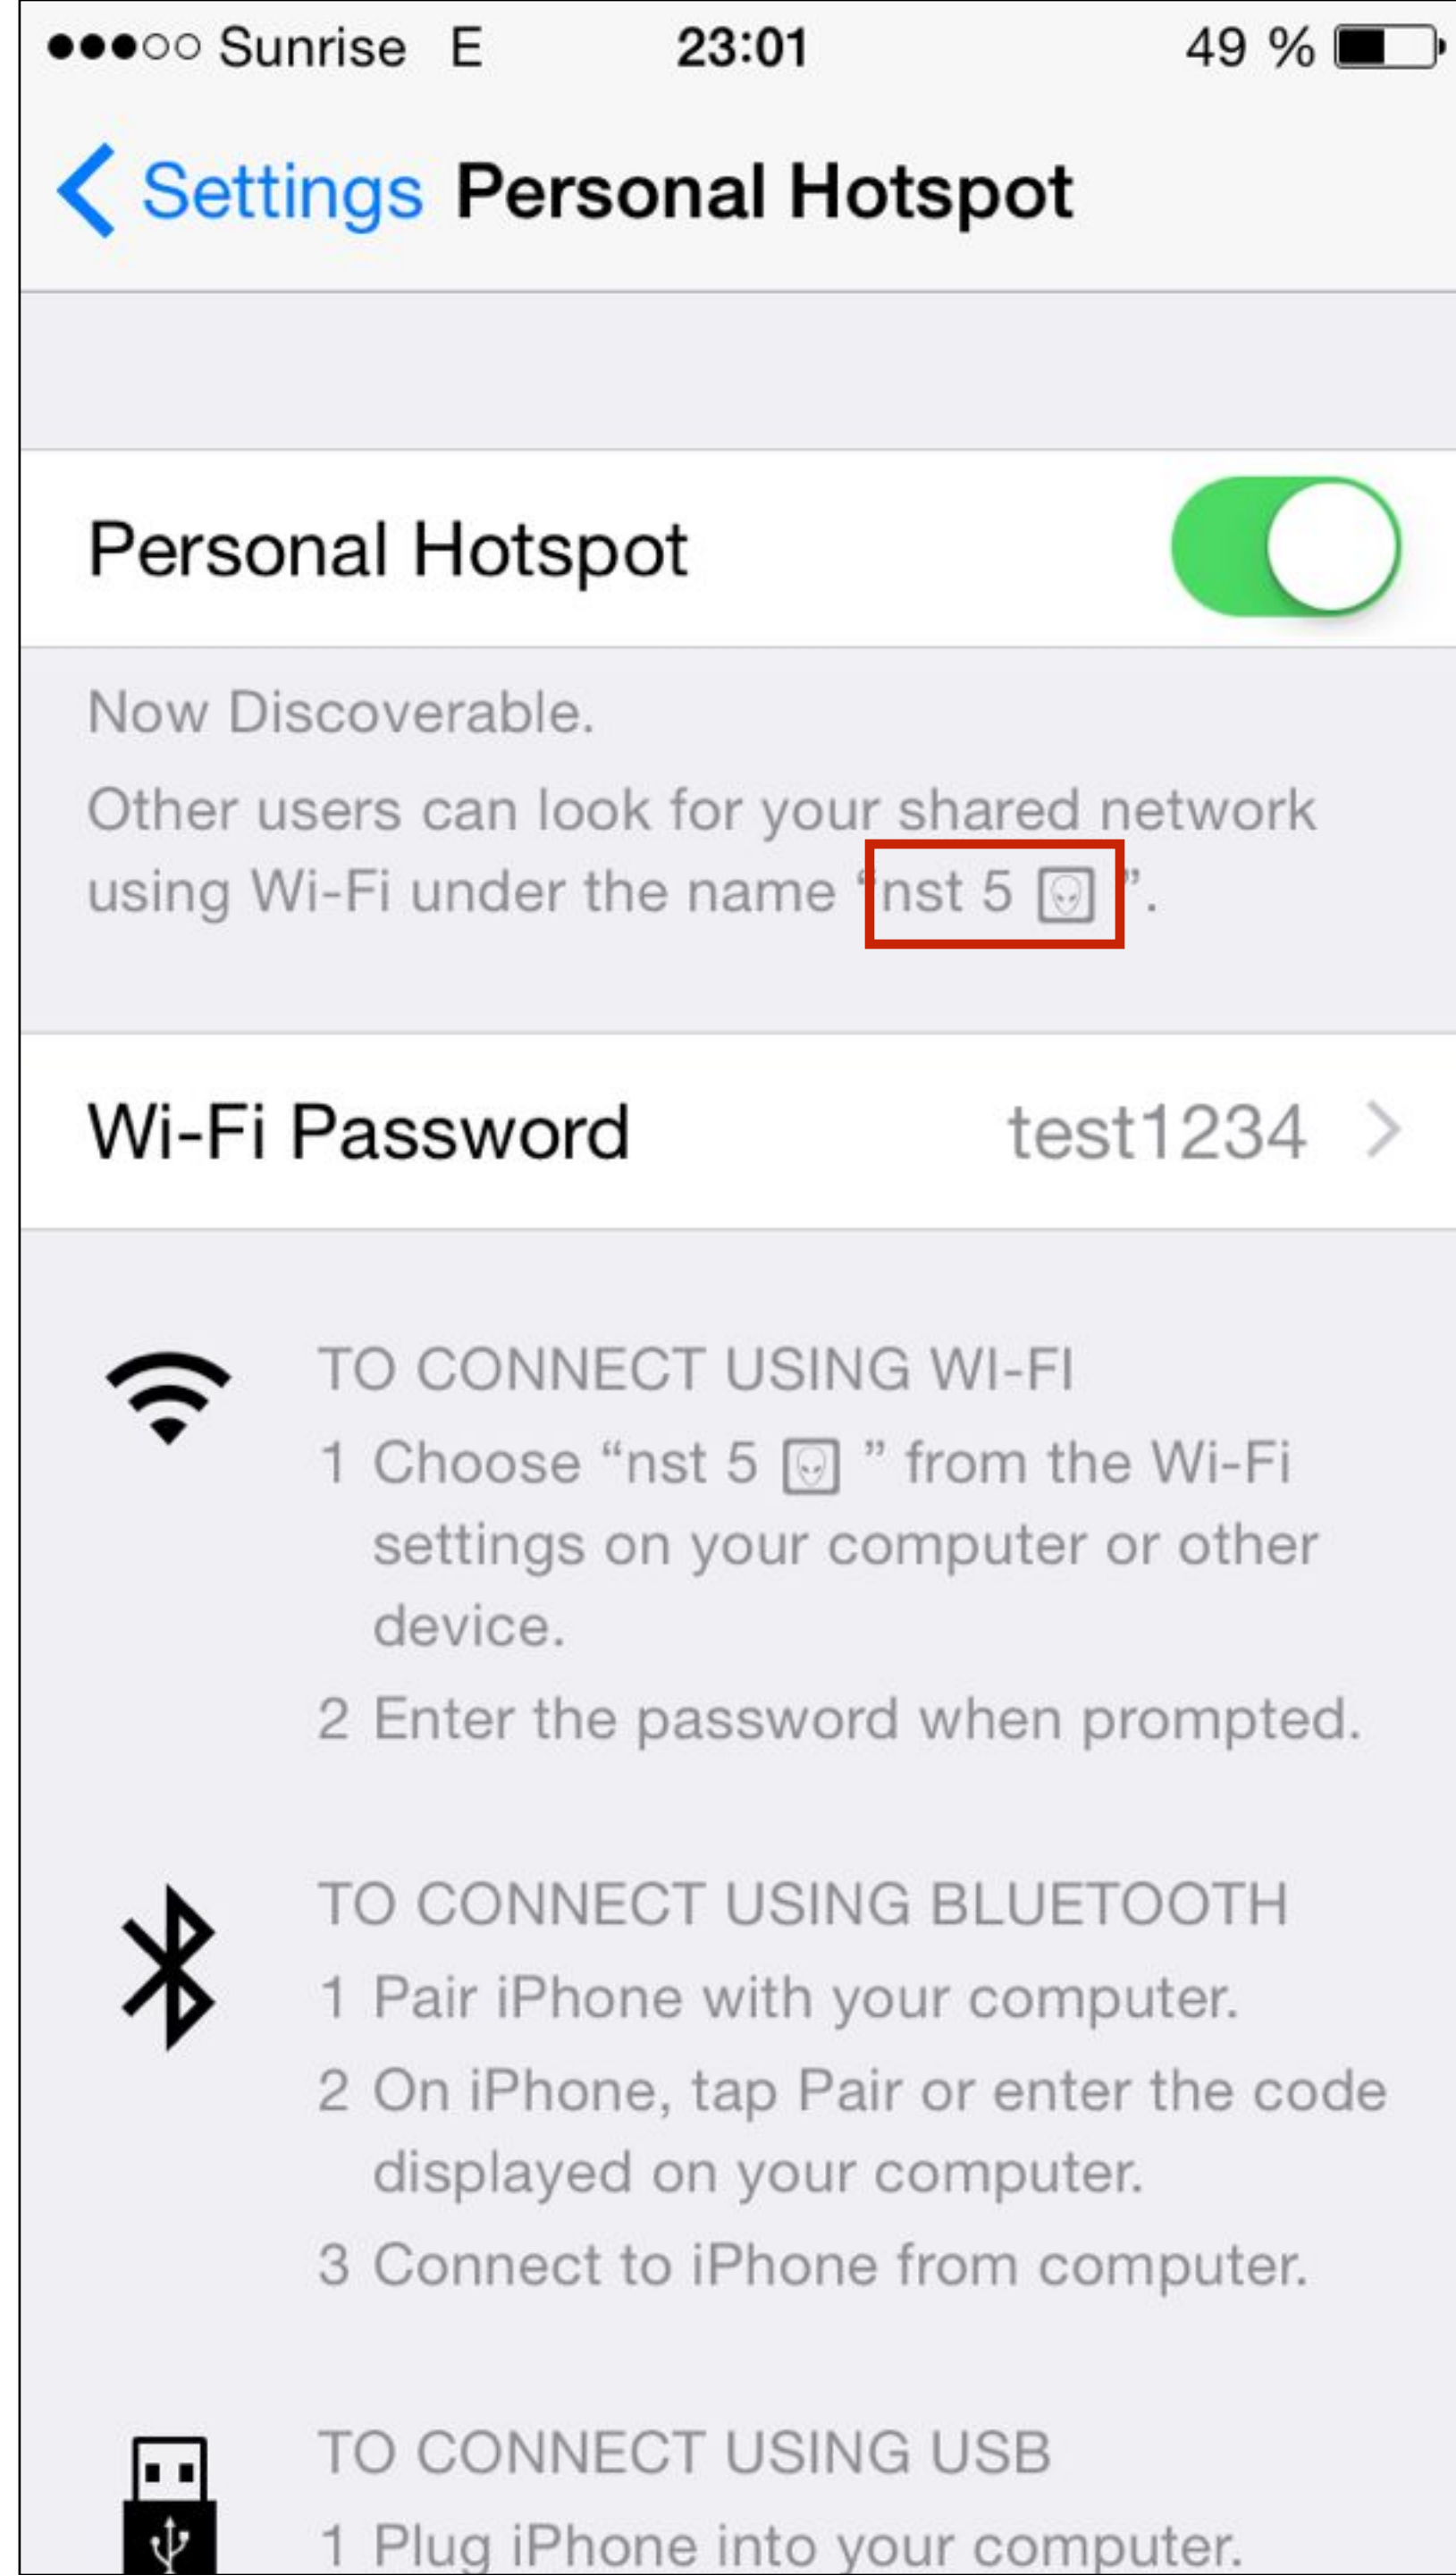 Sunrise E 23:01 49 %
Settings Personal Hotspot
Personal Hotspot
Now Discoverable.
Other users can look for your shared network
using Wi-Fi under the name “nst 5 👽 ”.
Wi-Fi Password test1234
TO CONNECT USING WI-FI
1 Choose “nst 5 👽 ” from the Wi-Fi
settings on your computer or other
device.
2 Enter the password when prompted.
TO CONNECT USING BLUETOOTH
1 Pair iPhone with your computer.
2 On iPhone, tap Pair or enter the code
displayed on your computer.
3 Connect to iPhone from computer.
TO CONNECT USING USB
1 Plug iPhone into your computer.